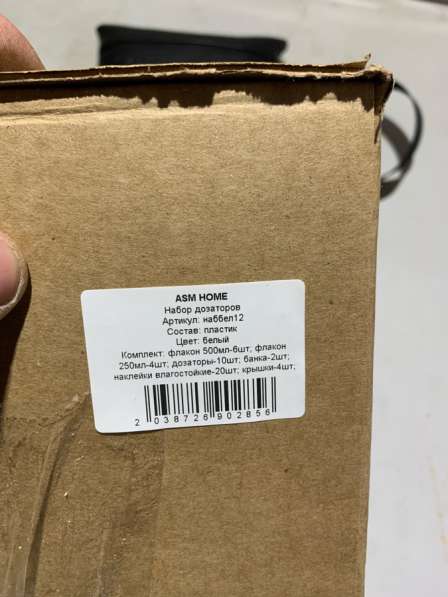 ASM HOME
Набор дозаторов
Артикул: наббел12
Состав: пластик
Цвет: белый
Комплект: флакон 500мл-6шт; флакон
250мл-4шт; дозаторы-10шт; банка-2шт;
наклейки влагостойкие-20шт; крышки-4шт;
2 038726 902856